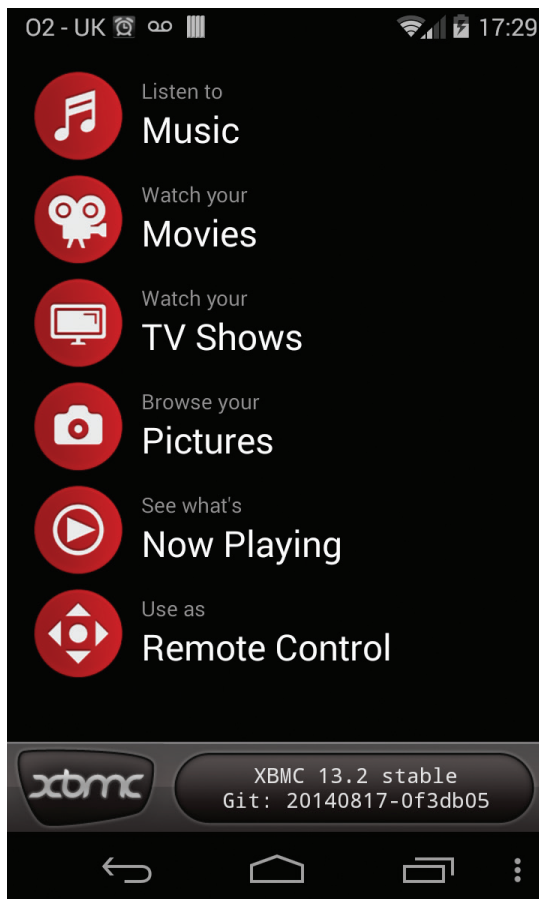 O2 - UK
17:29
Listen to
Music
Watch your
Movies
Watch your
TV Shows
Browse your
Pictures
See what's
Now Playing
Use as
Remote Control
xbmc
XBMC 13.2 stable
Git: 20140817-0f3db05